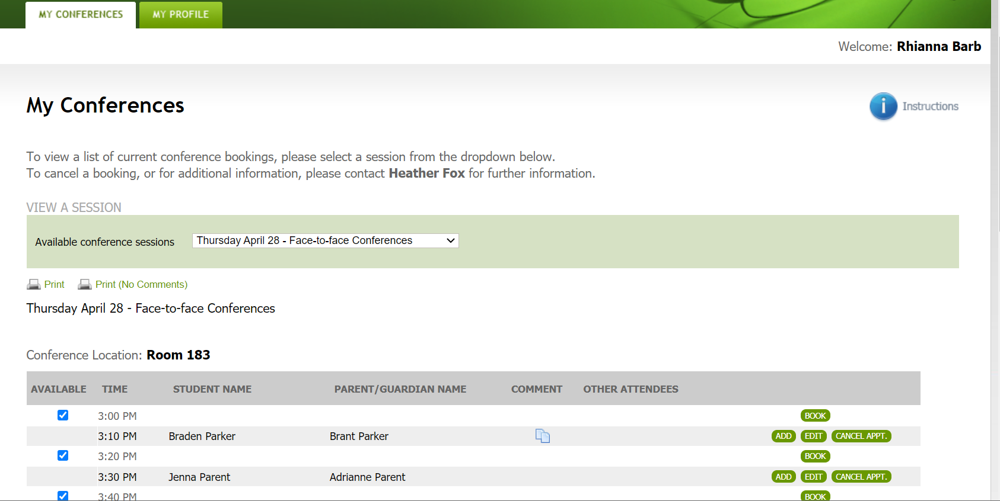 MY CONFERENCES MY PROFILE
Welcome: Rhianna Barb
My Conferences
Instructions
To view a list of current conference bookings, please select a session from the dropdown below.
To cancel a booking, or for additional information, please contact Heather Fox for further information.
VIEW A SESSION
Available conference sessions Thursday April 28 - Face-to-face Conferences
Print Print (No Comments)
Thursday April 28 - Face-to-face Conferences
Conference Location: Room 183
AVAILABLE TIME STUDENT NAME PARENT/GUARDIAN NAME COMMENT OTHER ATTENDEES
3:00 PM BOOK
3:10 PM Braden Parker Brant Parker ADD EDIT CANCEL APPT.
3:20 PM BOOK
3:30 PM Jenna Parent Adrianne Parent ADD EDIT CANCEL APPT.
3:40 PM BOOK